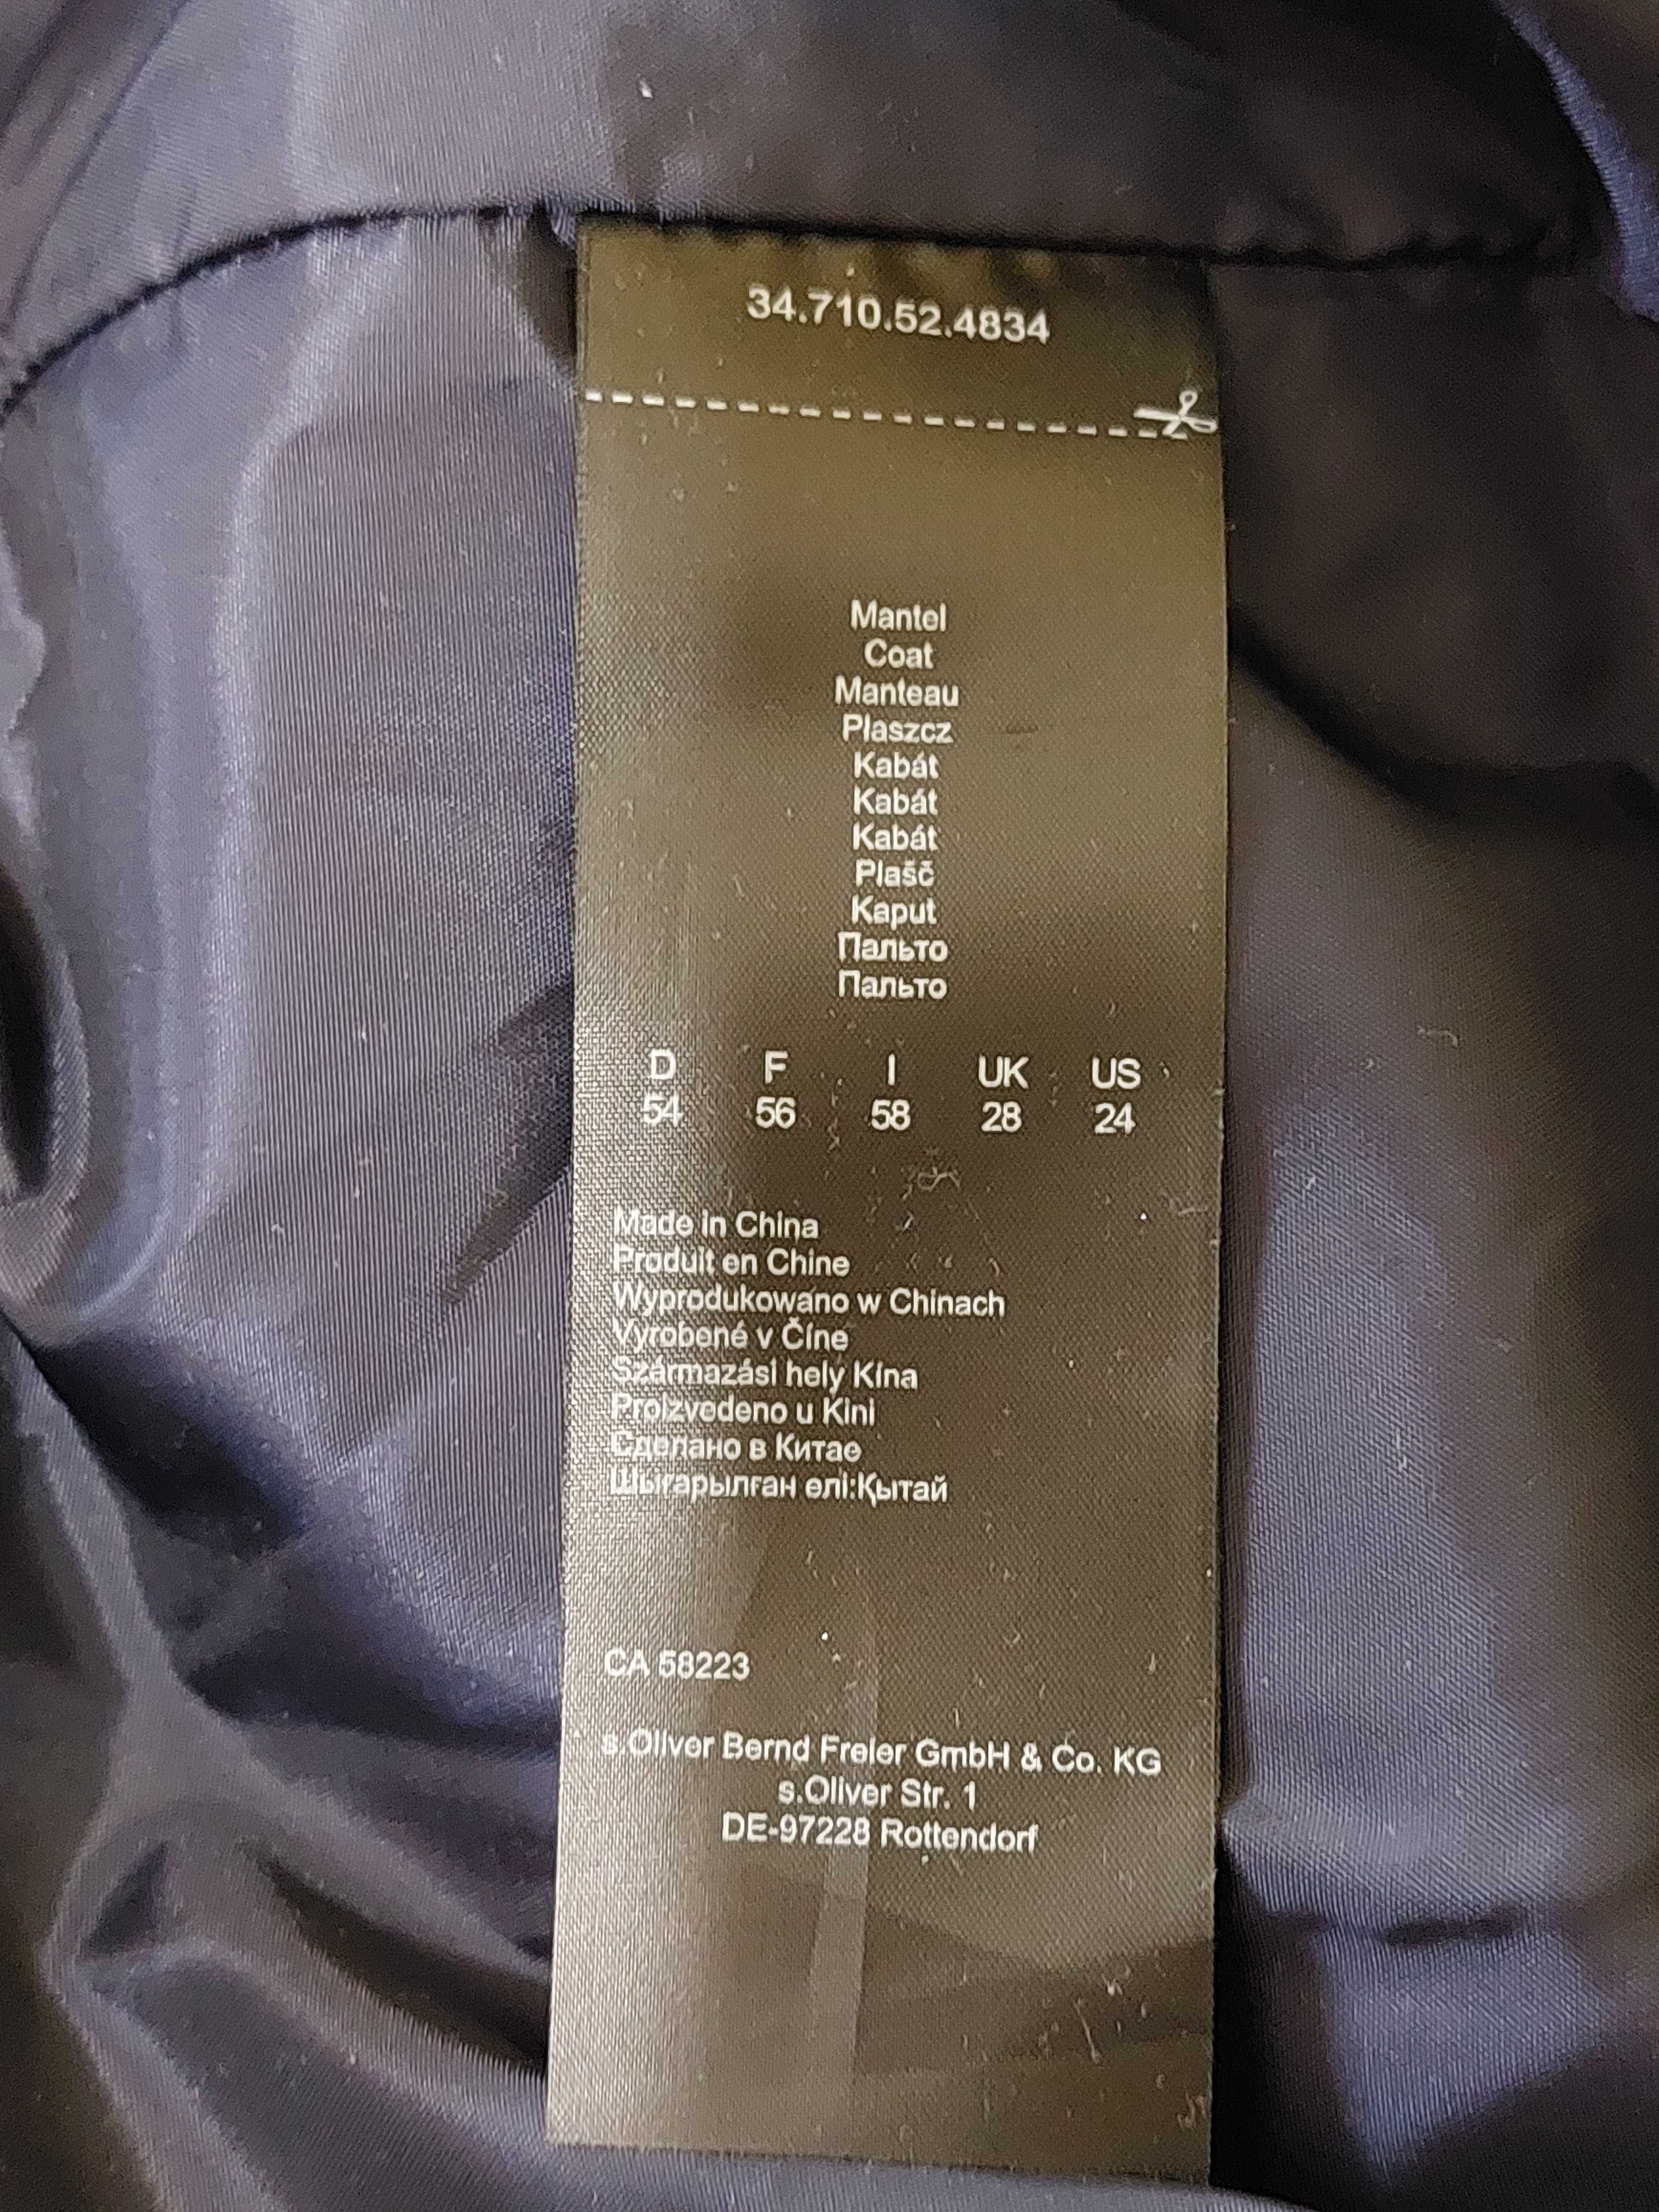 34.710.52.4834
Mantel
Coat
Manteau
Plaszcz
Kabát
Kabát
Kabát
Plašč
Kaput
Пальто
Пальто
D F I UK US
54 56 58 28 24
Made in China
Produit en Chine
Wyprodukowano w Chinach
Vyrobené v Číne
Származási hely Kína
Proizvedeno u Kini
Сделано в Китае
Шығарылған елі:Қытай
CA 58223
s.Oliver Bernd Freier GmbH & Co. KG
s.Oliver Str. 1
DE-97228 Rottendorf